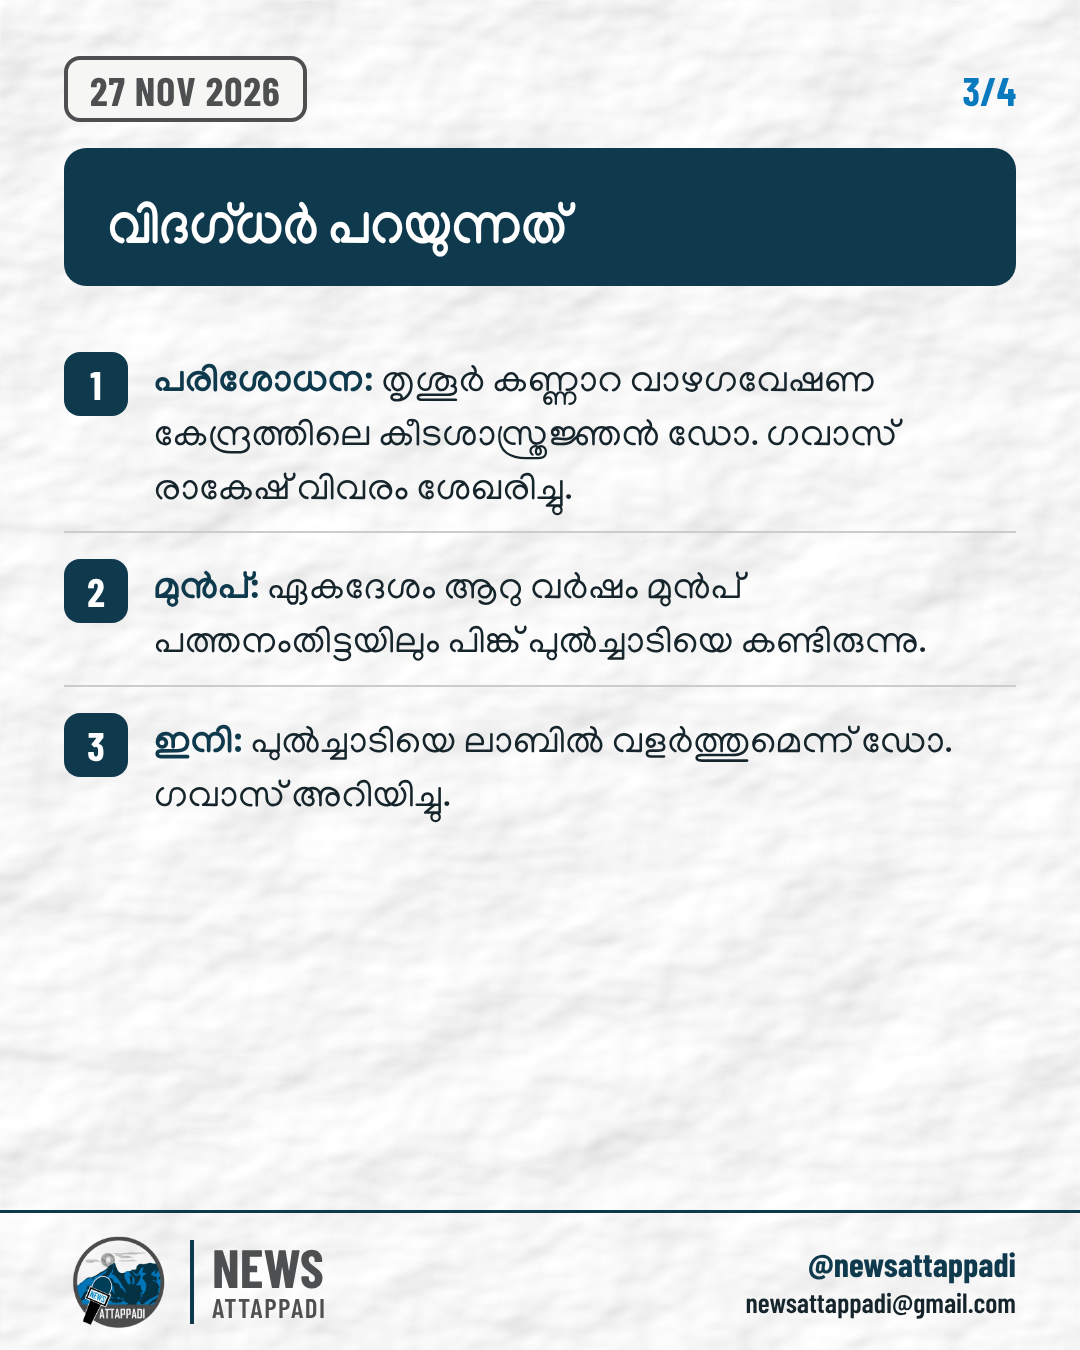 27 NOV 2026
3/4
വിദഗ്ധർ പറയുന്നത്
1
പരിശോധന: തൃശൂർ കണ്ണാറ വാഴഗവേഷണ
കേന്ദ്രത്തിലെ കീടശാസ്ത്രജ്ഞൻ ഡോ. ഗവാസ്
രാകേഷ് വിവരം ശേഖരിച്ചു.
2
മുൻപ്: ഏകദേശം ആറു വർഷം മുൻപ്
പത്തനംതിട്ടയിലും പിങ്ക് പുൽച്ചാടിയെ കണ്ടിരുന്നു.
3
ഇനി: പുൽച്ചാടിയെ ലാബിൽ വളർത്തുമെന്ന് ഡോ.
ഗവാസ് അറിയിച്ചു.
NEWS
ATTAPPADI
NEWS
ATTAPPADI
@newsattappadi
newsattappadi@gmail.com